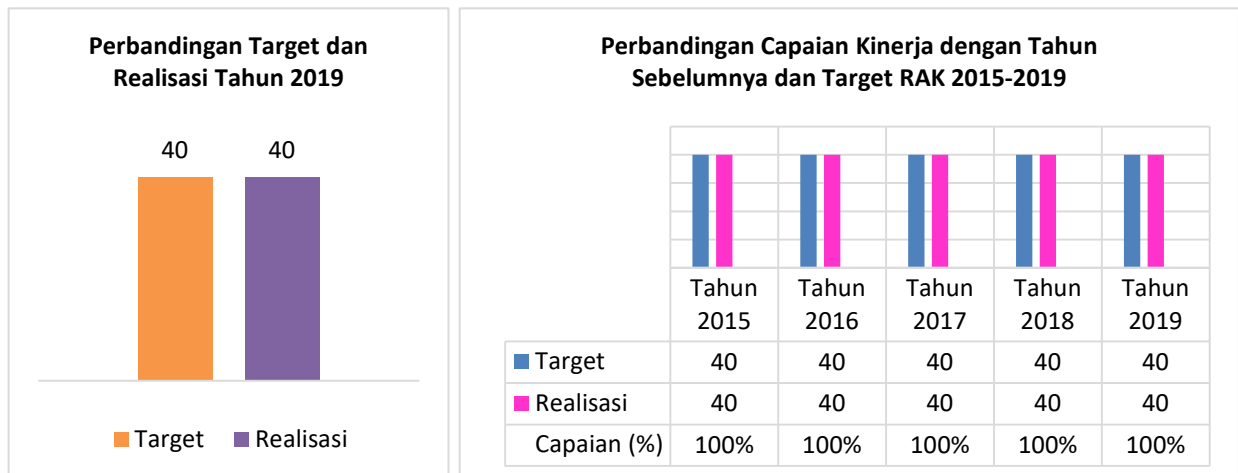 Perbandingan Target dan
Realisasi Tahun 2019
40 40
Target Realisasi
Perbandingan Capaian Kinerja dengan Tahun
Sebelumnya dan Target RAK 2015-2019
Tahun Tahun Tahun Tahun Tahun
2015 2016 2017 2018 2019
Target 40 40 40 40 40
Realisasi 40 40 40 40 40
Capaian (%) 100% 100% 100% 100% 100%